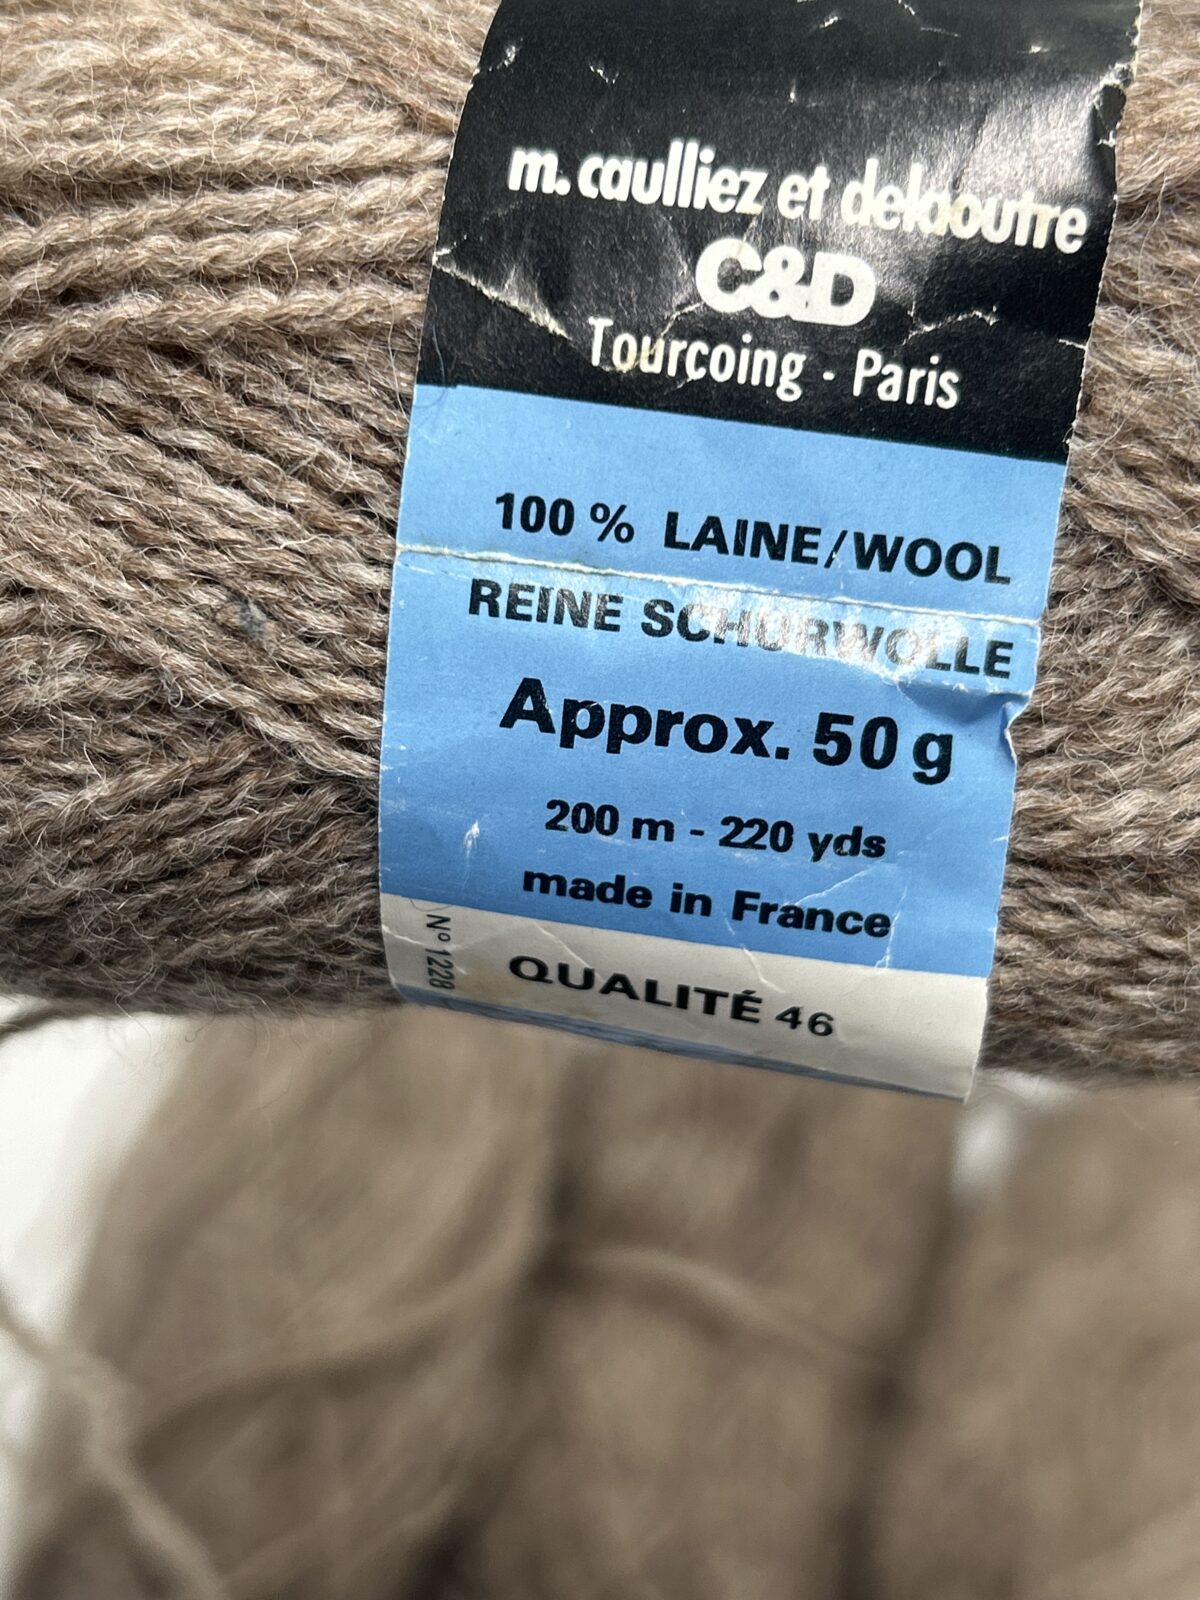 m. caulliez et delaoutre
C&D
Tourcoing - Paris
100 % LAINE/WOOL
REINE SCHURWOLLE
Approx. 50 g
200 m - 220 yds
made in France
N° 1228
QUALITÉ 46